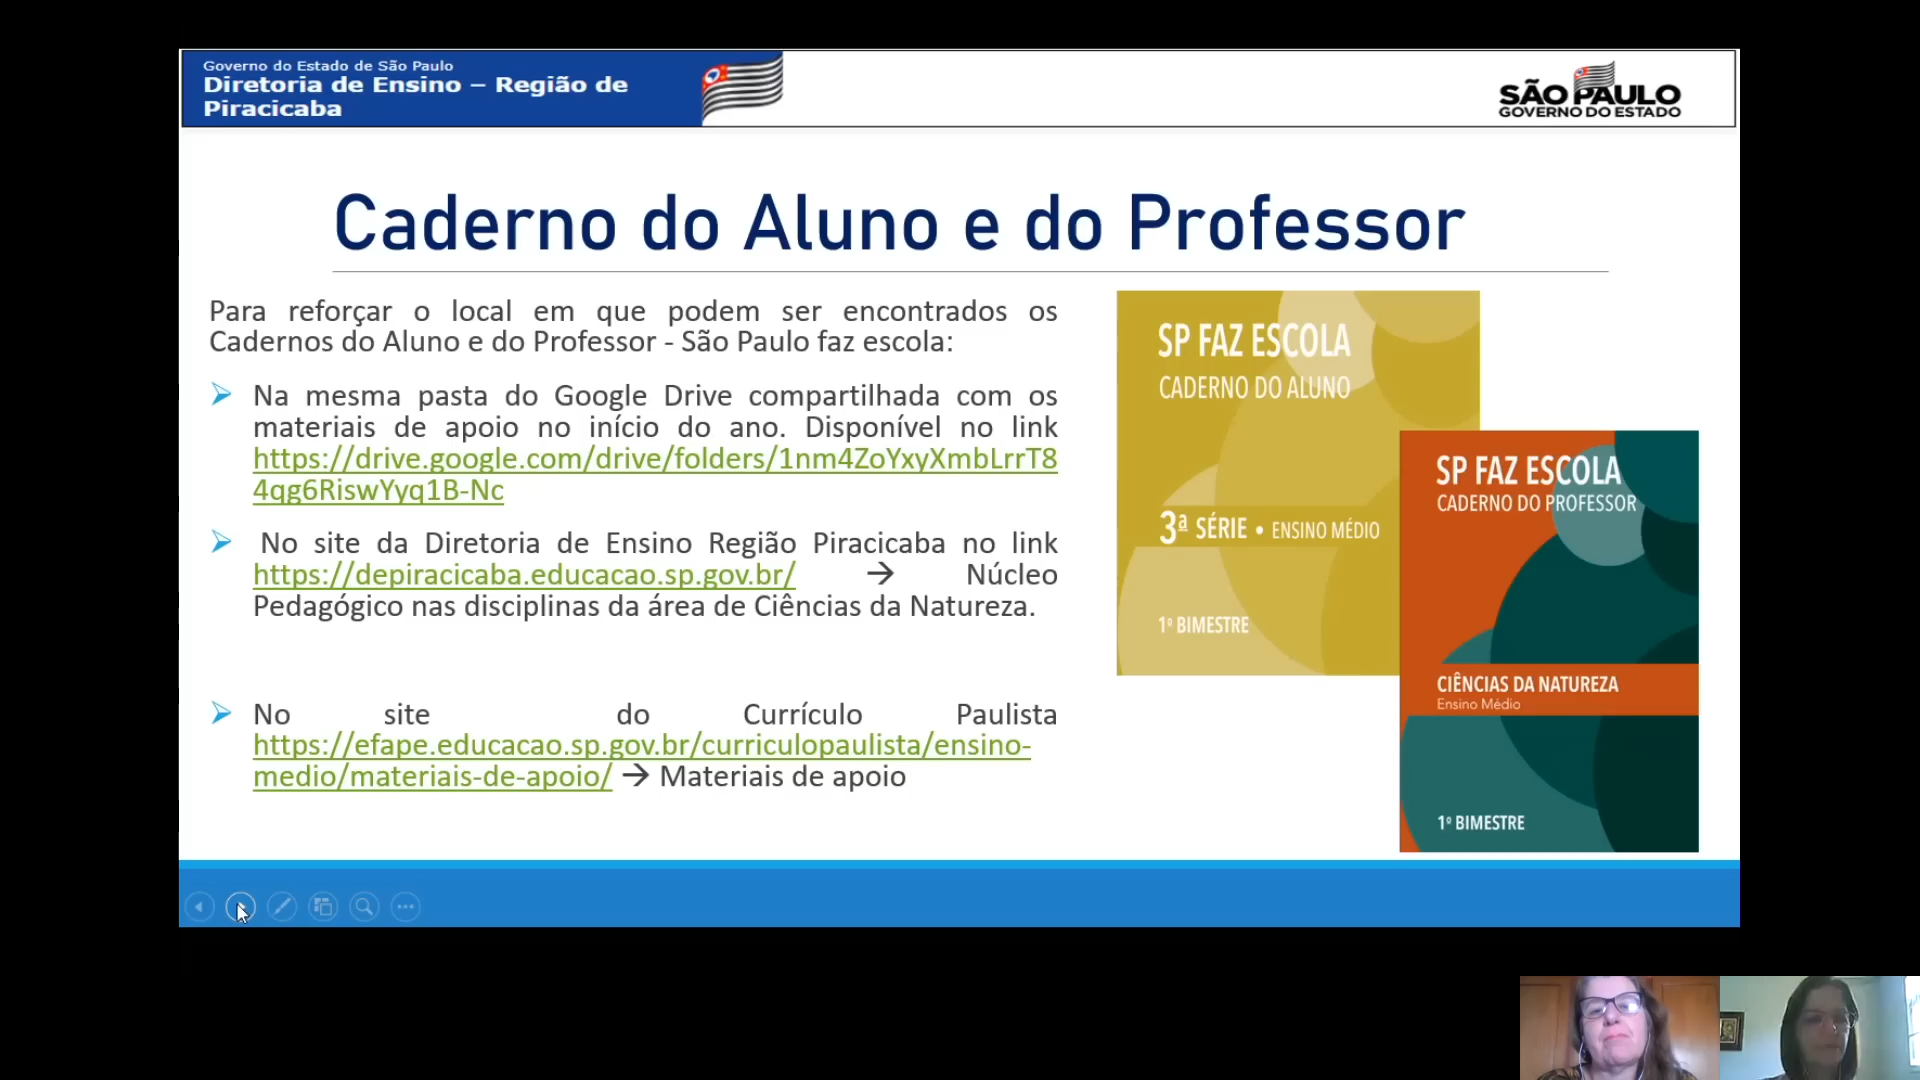 Governo do Estado de São Paulo
Diretoria de Ensino – Região de
Piracicaba
SÃO PAULO
GOVERNO DO ESTADO
Caderno do Aluno e do Professor
Para reforçar o local em que podem ser encontrados os
Cadernos do Aluno e do Professor - São Paulo faz escola:
Na mesma pasta do Google Drive compartilhada com os
materiais de apoio no início do ano. Disponível no link
https://drive.google.com/drive/folders/1nm4ZoYxyXmbLrrT8
4qg6RiswYyq1B-Nc
No site da Diretoria de Ensino Região Piracicaba no link
https://depiracicaba.educacao.sp.gov.br/ → Núcleo
Pedagógico nas disciplinas da área de Ciências da Natureza.
No site do Currículo Paulista
https://efape.educacao.sp.gov.br/curriculopaulista/ensino-
medio/materiais-de-apoio/ → Materiais de apoio
SP FAZ ESCOLA
CADERNO DO ALUNO
3ª SÉRIE • ENSINO MÉDIO
1º BIMESTRE
SP FAZ ESCOLA
CADERNO DO PROFESSOR
CIÊNCIAS DA NATUREZA
Ensino Médio
1º BIMESTRE